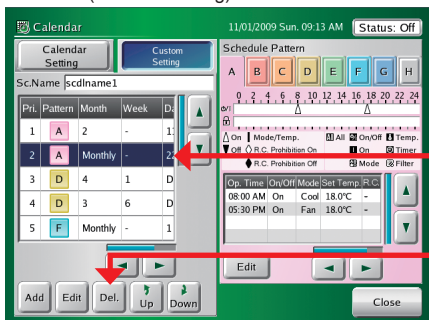 Calendar
11/01/2009 Sun. 09:13 AM Status: Off
Calendar Setting
Custom Setting
Sc.Name scdlname1
Pri. Pattern Month Week
1 A 2 -
2 A Monthly -
3 D 4 1 D
4 D 3 6 D
5 F Monthly - 1
Add Edit Del. Up Down
Schedule Pattern
A B C D E F G H
0 2 4 6 8 10 12 14 16 18 20 22 24
On Mode/Temp. All On/Off Temp.
Off R.C. Prohibition On On Timer
R.C. Prohibition Off Mode Filter
Op. Time On/Off Mode Set Temp. R.C.
08:00 AM On Cool 18.0°C -
05:30 PM On Fan 18.0°C -
Edit
Close